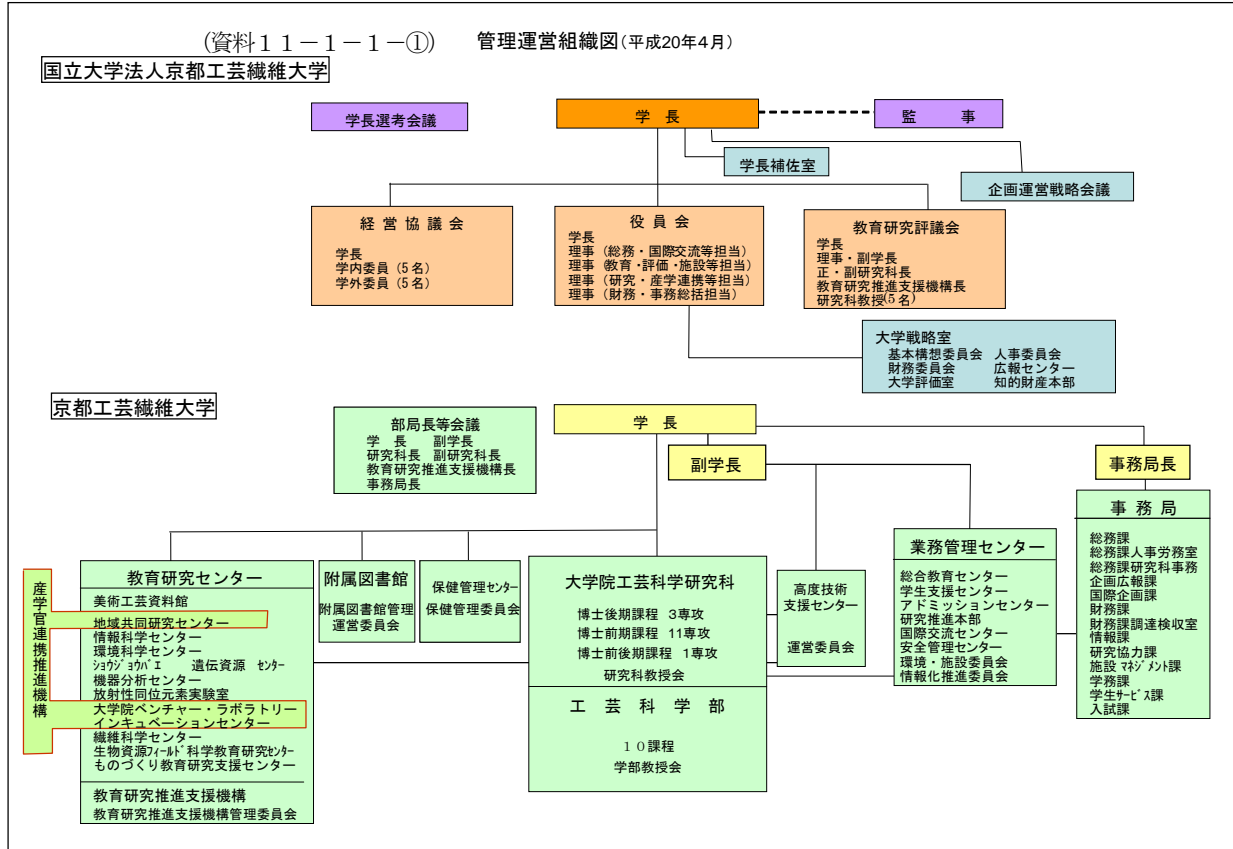 (資料１１－１－１－①) 管理運営組織図(平成20年4月)
国立大学法人京都工芸繊維大学
学長選考会議
学 長
監 事
学長補佐室
企画運営戦略会議
経 営 協 議 会
学長
学内委員 (5名)
学外委員 (5名)
役 員 会
学長
理事 (総務・国際交流等担当)
理事 (教育・評価・施設等担当)
理事 (研究・産学連携等担当)
理事 (財務・事務総括担当)
教育研究評議会
学長
理事・副学長
正・副研究科長
教育研究推進支援機構長
研究科教授(5名)
大学戦略室
基本構想委員会 人事委員会
財務委員会 広報センター
大学評価室 知的財産本部
京都工芸繊維大学
部局長等会議
学 長 副学長
研究科長 副研究科長
教育研究推進支援機構長
事務局長
学 長
副学長
事務局長
産学官連携推進機構
教育研究センター
美術工芸資料館
地域共同研究センター
情報科学センター
環境科学センター
ショウジョウバエ 遺伝資源 センター
機器分析センター
放射性同位元素実験室
大学院ベンチャー・ラボラトリー
インキュベーションセンター
繊維科学センター
生物資源フィールド科学教育研究センター
ものづくり教育研究支援センター
教育研究推進支援機構
教育研究推進支援機構管理委員会
附属図書館
附属図書館管理
運営委員会
保健管理センター
保健管理委員会
大学院工芸科学研究科
博士後期課程 3専攻
博士前期課程 11専攻
博士前後期課程 1専攻
研究科教授会
工 芸 科 学 部
１０課程
学部教授会
高度技術
支援センター
運営委員会
業務管理センター
総合教育センター
学生支援センター
アドミッションセンター
研究推進本部
国際交流センター
安全管理センター
環境・施設委員会
情報化推進委員会
事 務 局
総務課
総務課人事労務室
総務課研究科事務
企画広報課
国際企画課
財務課
財務課調達検収室
情報課
研究協力課
施設 マネジメント課
学務課
学生サービス課
入試課